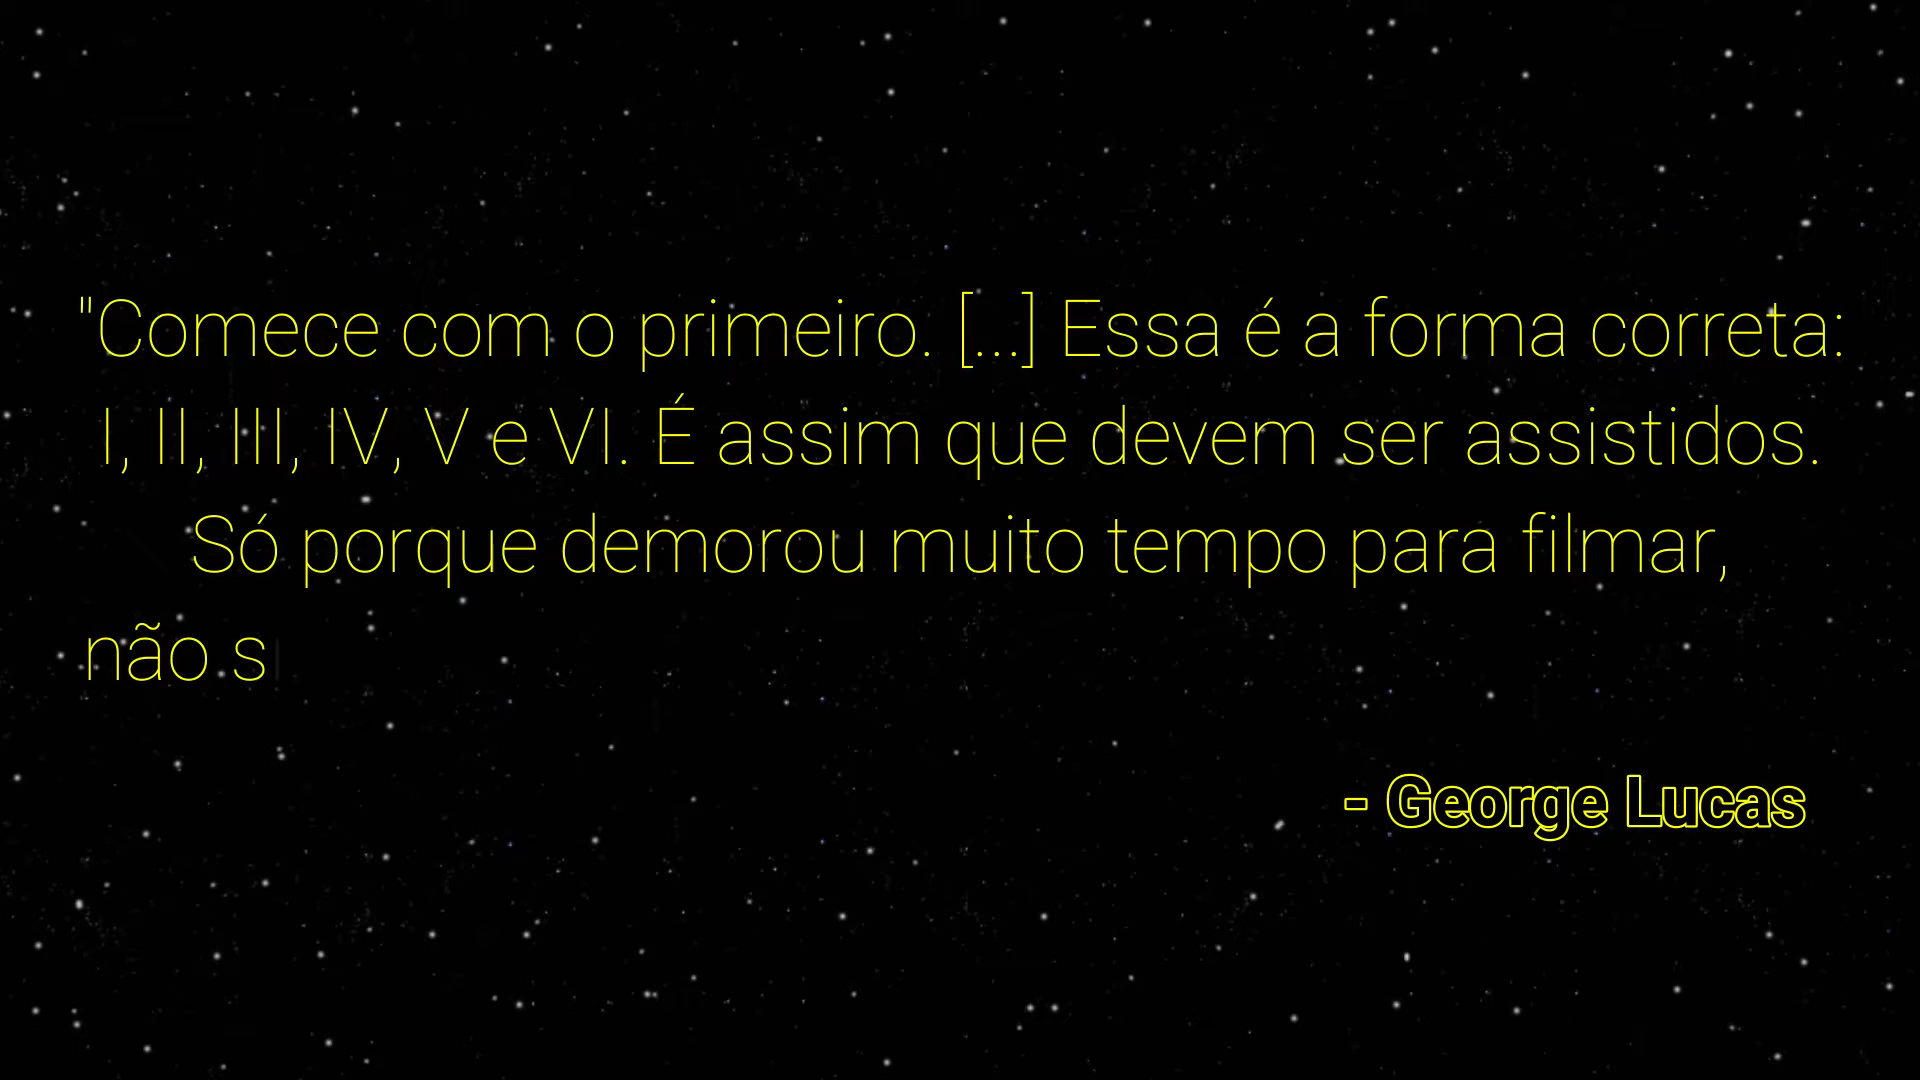 "Comece com o primeiro. [...] Essa é a forma correta:
I, II, III, IV, V e VI. É assim que devem ser assistidos.
Só porque demorou muito tempo para filmar,
não s
- George Lucas